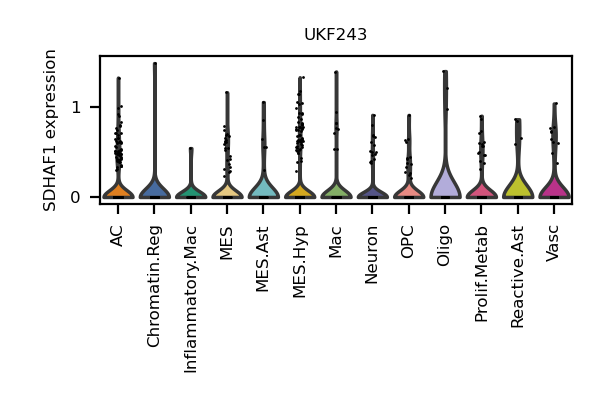 UKF243
SDHAF1 expression
1
0
AC
Chromatin.Reg
Inflammatory.Mac
MES
MES.Ast
MES.Hyp
Mac
Neuron
OPC
Oligo
Prolif.Metab
Reactive.Ast
Vasc